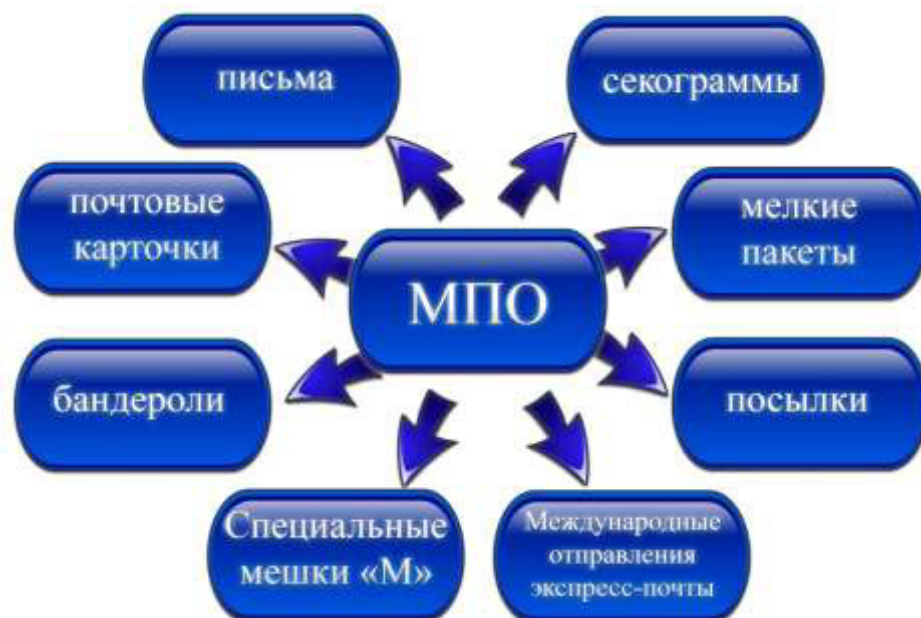 письма
секограммы
почтовые
карточки
мелкие
пакеты
МПО
бандероли
посылки
Специальные
мешки «М»
Международные
отправления
экспресс-почты